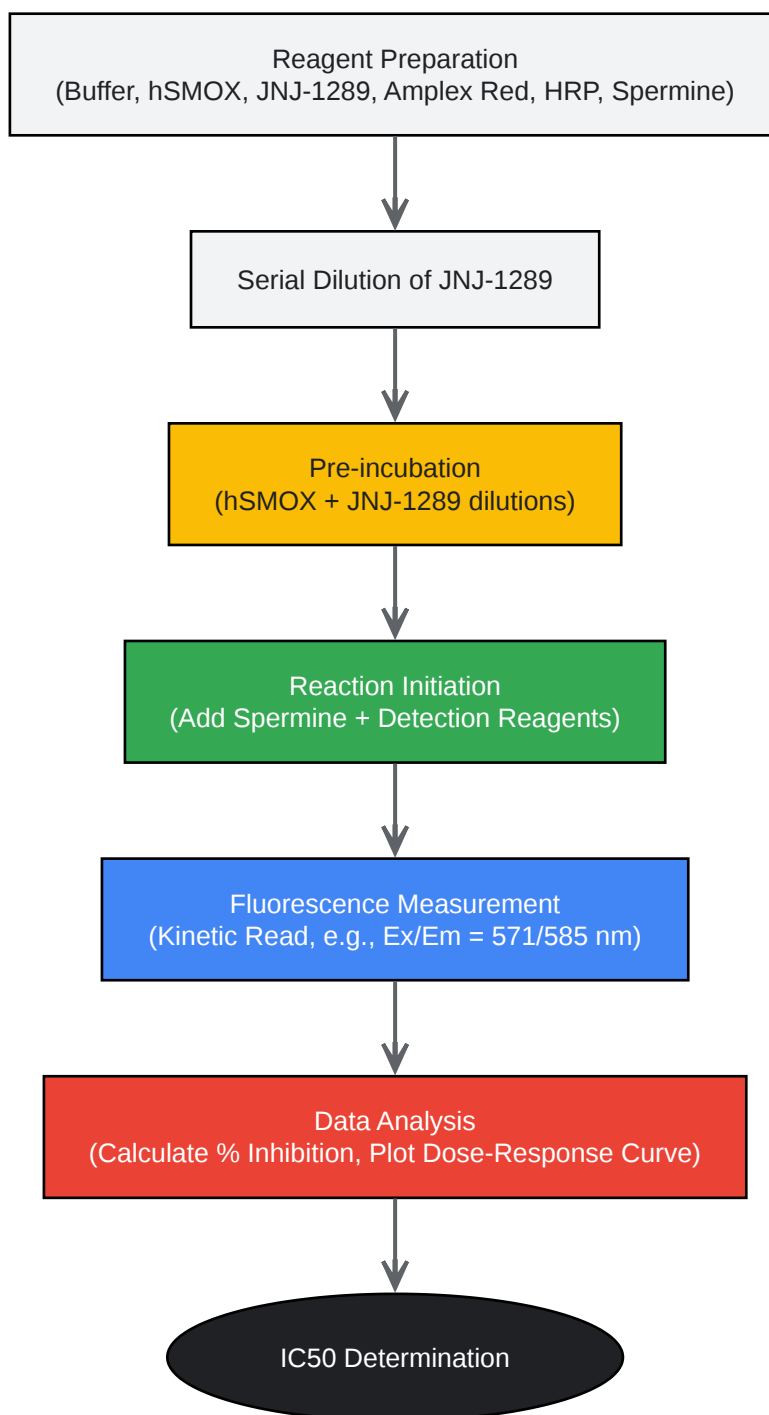 Reagent Preparation
(Buffer, hSMOX, JNJ-1289, Amplex Red, HRP, Spermine)
Serial Dilution of JNJ-1289
Pre-incubation
(hSMOX + JNJ-1289 dilutions)
Reaction Initiation
(Add Spermine + Detection Reagents)
Fluorescence Measurement
(Kinetic Read, e.g., Ex/Em = 571/585 nm)
Data Analysis
(Calculate % Inhibition, Plot Dose-Response Curve)
IC50 Determination